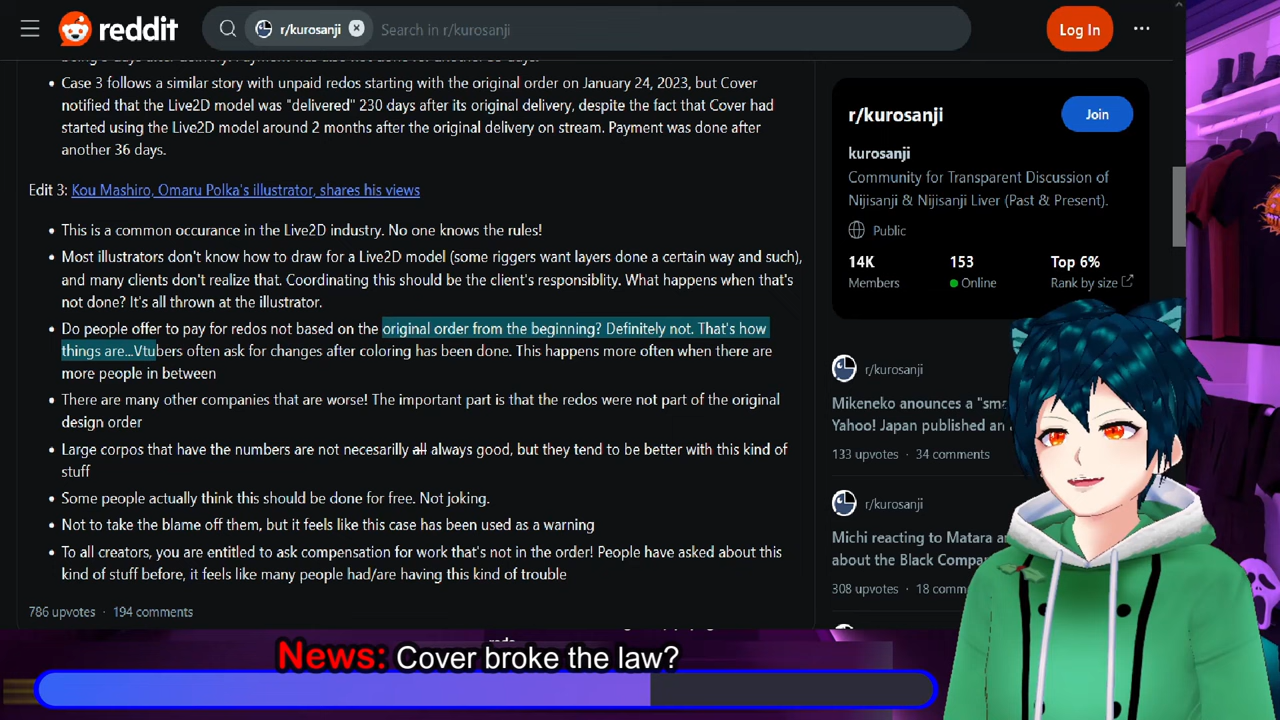 reddit
r/kurosanji
Search in r/kurosanji
Log In
Case 3 follows a similar story with unpaid redos starting with the original order on January 24, 2023, but Cover
notified that the Live2D model was "delivered" 230 days after its original delivery, despite the fact that Cover had
started using the Live2D model around 2 months after the original delivery on stream. Payment was done after
another 36 days.
Edit 3: Kou Mashiro, Omaru Polka's illustrator, shares his views
This is a common occurance in the Live2D industry. No one knows the rules!
Most illustrators don't know how to draw for a Live2D model (some riggers want layers done a certain way and such),
and many clients don't realize that. Coordinating this should be the client's responsiblity. What happens when that's
not done? It's all thrown at the illustrator.
Do people offer to pay for redos not based on the original order from the beginning? Definitely not. That's how
things are...Vtubers often ask for changes after coloring has been done. This happens more often when there are
more people in between
There are many other companies that are worse! The important part is that the redos were not part of the original
design order
Large corpos that have the numbers are not necesarilly all always good, but they tend to be better with this kind of
stuff
Some people actually think this should be done for free. Not joking.
Not to take the blame off them, but it feels like this case has been used as a warning
To all creators, you are entitled to ask compensation for work that's not in the order! People have asked about this
kind of stuff before, it feels like many people had/are having this kind of trouble
786 upvotes · 194 comments
r/kurosanji
Join
kurosanji
Community for Transparent Discussion of
Nijisanji & Nijisanji Liver (Past & Present).
Public
14K 153 Top 6%
Members Online Rank by size
r/kurosanji
Mikeneko anounces a "sma
Yahoo! Japan published an
133 upvotes · 34 comments
r/kurosanji
Michi reacting to Matara an
about the Black Compa
308 upvotes · 18 comm
News: Cover broke the law?